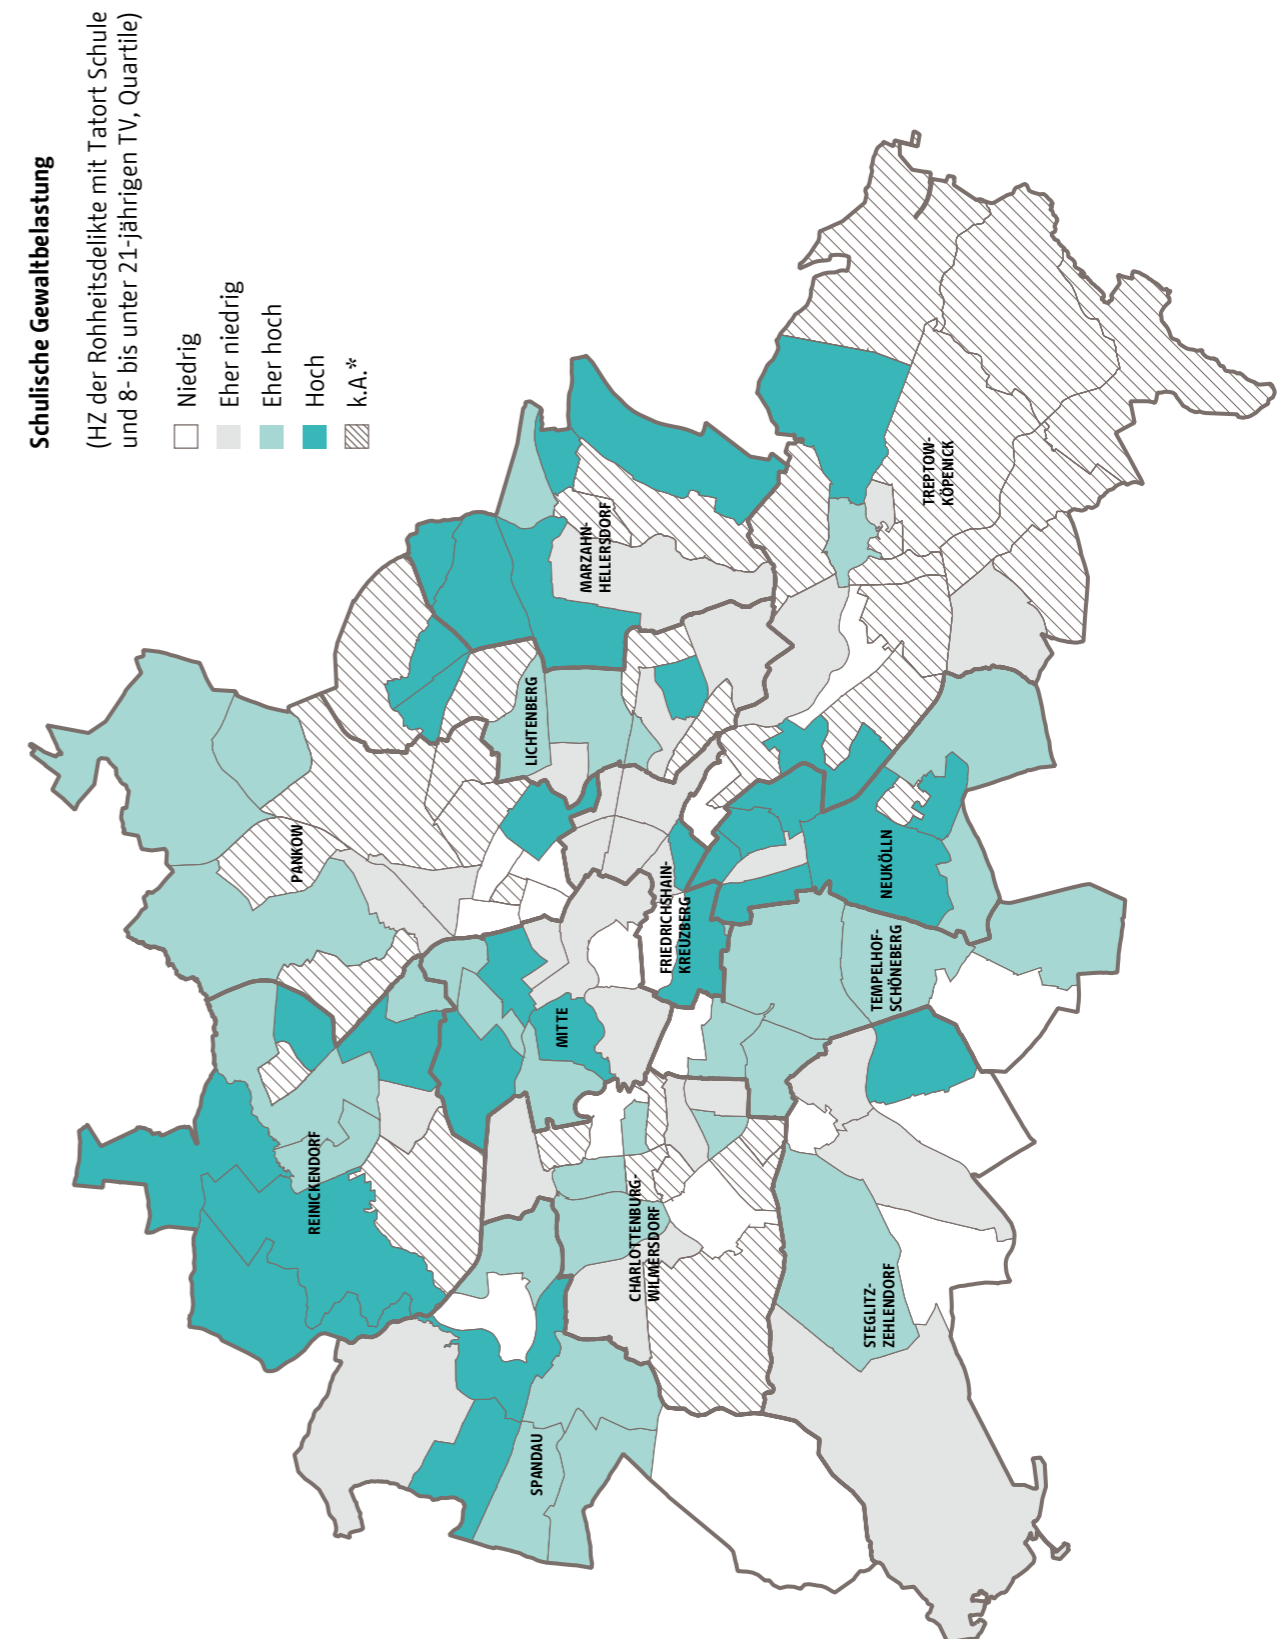 Schulische Gewaltbelastung
(HZ der Rohheitsdelikte mit Tatort Schule
und 8- bis unter 21-jährigen TV, Quartile)
Niedrig
Eher niedrig
Eher hoch
Hoch
k.A.*
PANKOW
REINICKENDORF
LICHTENBERG
MARZAHN-
HELLERSDORF
MITTE
SPANDAU
FRIEDRICHSHAIN-
KREUZBERG
CHARLOTTENBURG-
WILMERSDORF
TREPTOW-
KÖPENICK
NEUKÖLLN
TEMPELHOF-
SCHÖNEBERG
STEGLITZ-
ZEHLENDORF